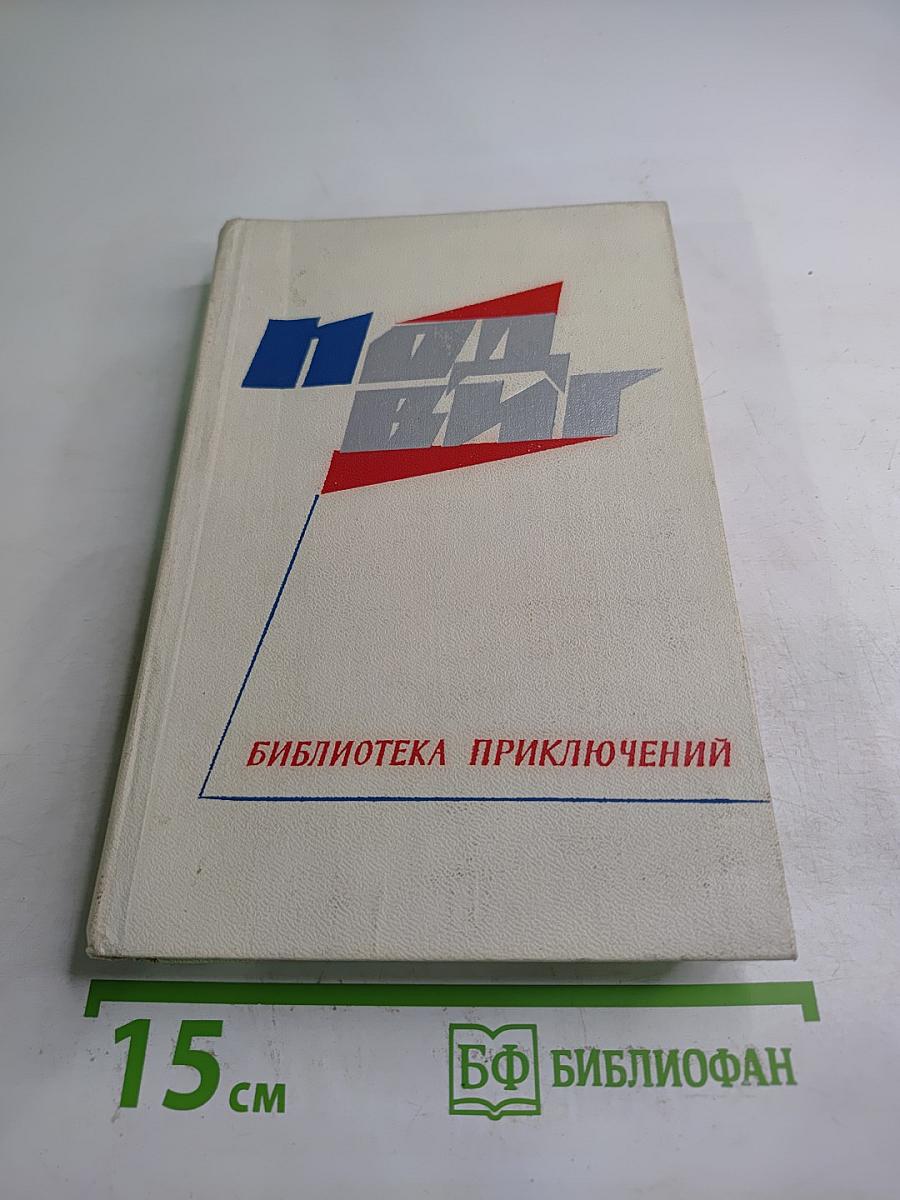 Под
виг
БИБЛИОТЕКА ПРИКЛЮЧЕНИЙ
15 см
БФ БИБЛИОФАН